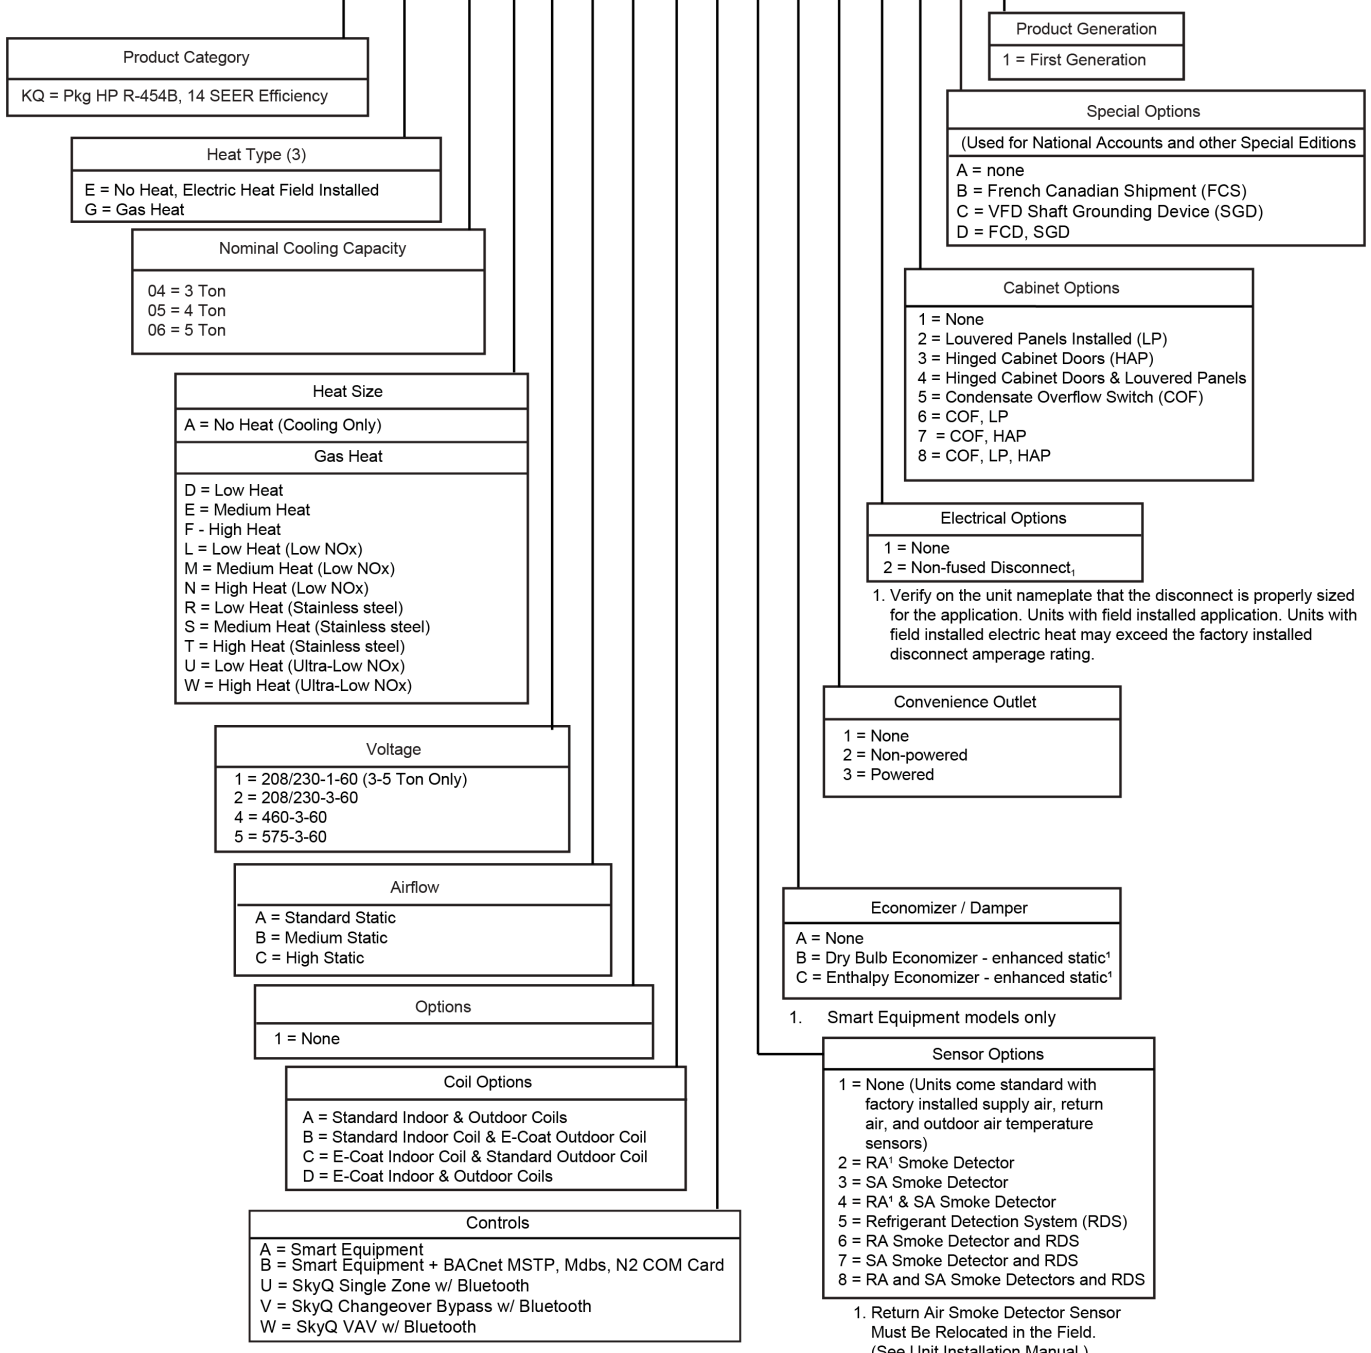 Product Category
KQ = Pkg HP R-454B, 14 SEER Efficiency
Heat Type (3)
E = No Heat, Electric Heat Field Installed
G = Gas Heat
Nominal Cooling Capacity
04 = 3 Ton
05 = 4 Ton
06 = 5 Ton
Heat Size
A = No Heat (Cooling Only)
Gas Heat
D = Low Heat
E = Medium Heat
F - High Heat
L = Low Heat (Low NOx)
M = Medium Heat (Low NOx)
N = High Heat (Low NOx)
R = Low Heat (Stainless steel)
S = Medium Heat (Stainless steel)
T = High Heat (Stainless steel)
U = Low Heat (Ultra-Low NOx)
W = High Heat (Ultra-Low NOx)
Voltage
1 = 208/230-1-60 (3-5 Ton Only)
2 = 208/230-3-60
4 = 460-3-60
5 = 575-3-60
Airflow
A = Standard Static
B = Medium Static
C = High Static
Options
1 = None
Coil Options
A = Standard Indoor & Outdoor Coils
B = Standard Indoor Coil & E-Coat Outdoor Coil
C = E-Coat Indoor Coil & Standard Outdoor Coil
D = E-Coat Indoor & Outdoor Coils
Controls
A = Smart Equipment
B = Smart Equipment + BACnet MSTP, Mdbs, N2 COM Card
U = SkyQ Single Zone w/ Bluetooth
V = SkyQ Changeover Bypass w/ Bluetooth
W = SkyQ VAV w/ Bluetooth
Product Generation
1 = First Generation
Special Options
(Used for National Accounts and other Special Editions
A = none
B = French Canadian Shipment (FCS)
C = VFD Shaft Grounding Device (SGD)
D = FCD, SGD
Cabinet Options
1 = None
2 = Louvered Panels Installed (LP)
3 = Hinged Cabinet Doors (HAP)
4 = Hinged Cabinet Doors & Louvered Panels
5 = Condensate Overflow Switch (COF)
6 = COF, LP
7 = COF, HAP
8 = COF, LP, HAP
Electrical Options
1 = None
2 = Non-fused Disconnect₁
1. Verify on the unit nameplate that the disconnect is properly sized
for the application. Units with field installed application. Units with
field installed electric heat may exceed the factory installed
disconnect amperage rating.
Convenience Outlet
1 = None
2 = Non-powered
3 = Powered
Economizer / Damper
A = None
B = Dry Bulb Economizer - enhanced static¹
C = Enthalpy Economizer - enhanced static¹
1. Smart Equipment models only
Sensor Options
1 = None (Units come standard with
factory installed supply air, return
air, and outdoor air temperature
sensors)
2 = RA¹ Smoke Detector
3 = SA Smoke Detector
4 = RA¹ & SA Smoke Detector
5 = Refrigerant Detection System (RDS)
6 = RA Smoke Detector and RDS
7 = SA Smoke Detector and RDS
8 = RA and SA Smoke Detectors and RDS
1. Return Air Smoke Detector Sensor
Must Be Relocated in the Field.
(See Unit Installation Manual.)